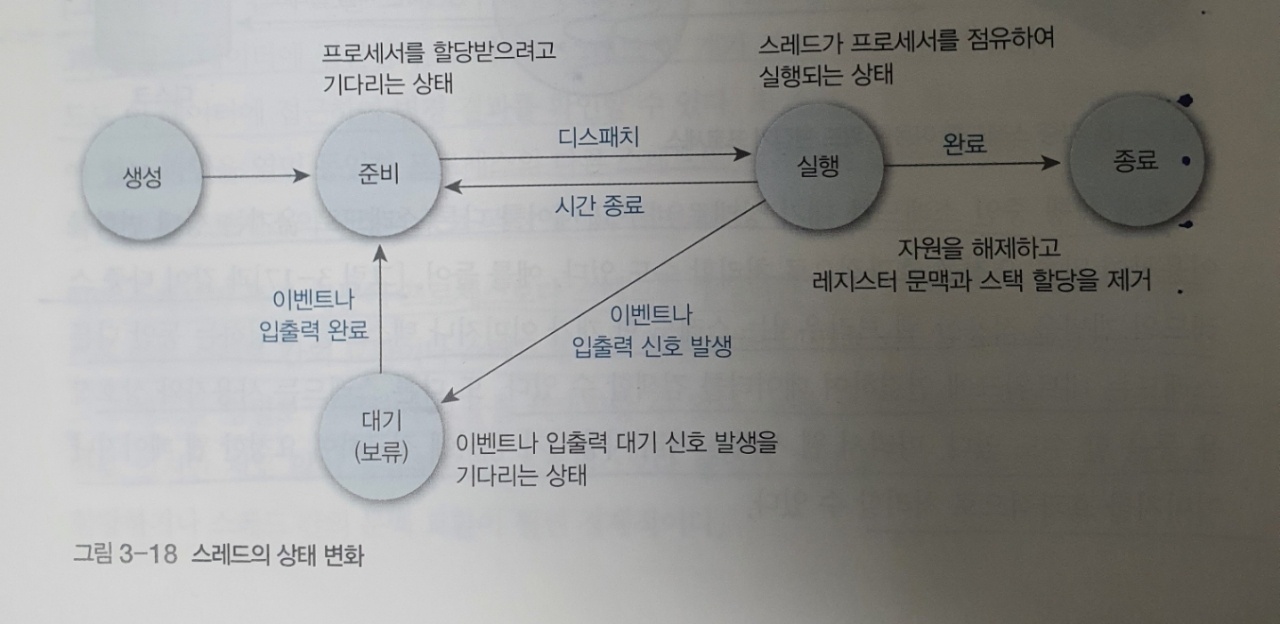 프로세서를 할당받으려고
기다리는 상태
스레드가 프로세서를 점유하여
실행되는 상태
생성
준비
디스패치
시간 종료
실행
완료
종료
자원을 해제하고
레지스터 문맥과 스택 할당을 제거
이벤트나
입출력 완료
이벤트나
입출력 신호 발생
대기
(보류)
이벤트나 입출력 대기 신호 발생을
기다리는 상태
그림 3-18 스레드의 상태 변화